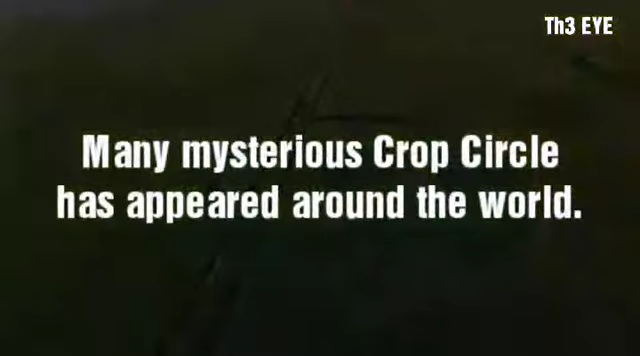 Th3 EYE
Many mysterious Crop Circle
has appeared around the world.